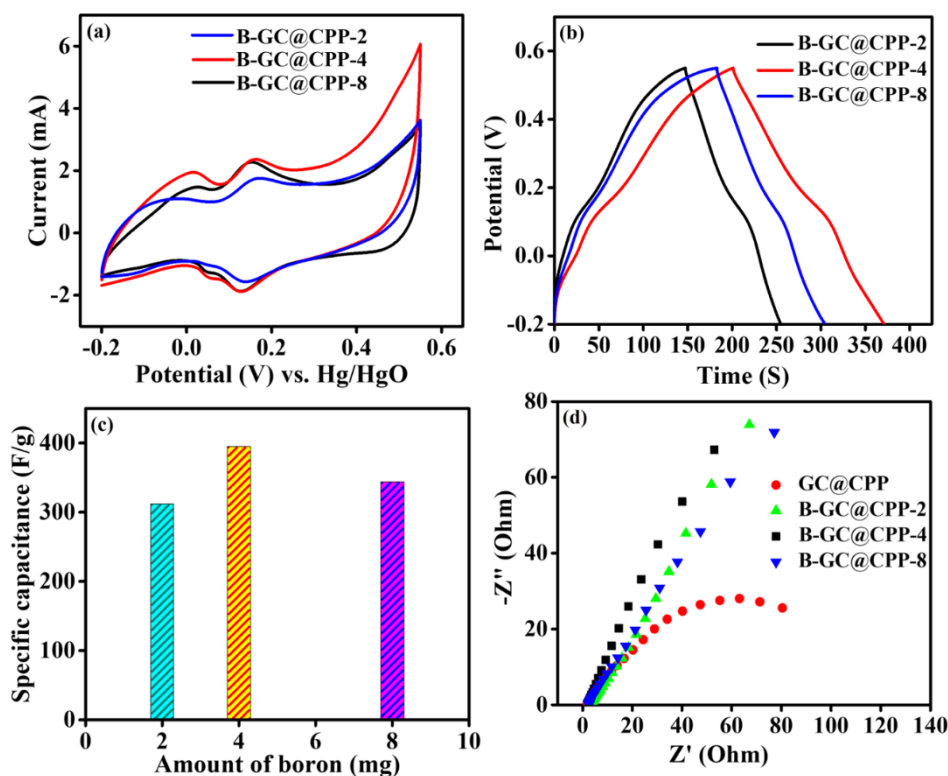 (a)
B-GC@CPP-2
B-GC@CPP-4
B-GC@CPP-8
6
4
2
0
-2
Current (mA)
-0.2 0.0 0.2 0.4 0.6
Potential (V) vs. Hg/HgO
(b)
B-GC@CPP-2
B-GC@CPP-4
B-GC@CPP-8
0.6
0.4
0.2
0.0
-0.2
Potential (V)
0 50 100 150 200 250 300 350 400
Time (S)
(c)
400
300
200
100
0
Specific capacitance (F/g)
0 2 4 6 8 10
Amount of boron (mg)
(d)
GC@CPP
B-GC@CPP-2
B-GC@CPP-4
B-GC@CPP-8
80
60
40
20
0
-Z" (Ohm)
0 20 40 60 80 100 120 140
Z' (Ohm)